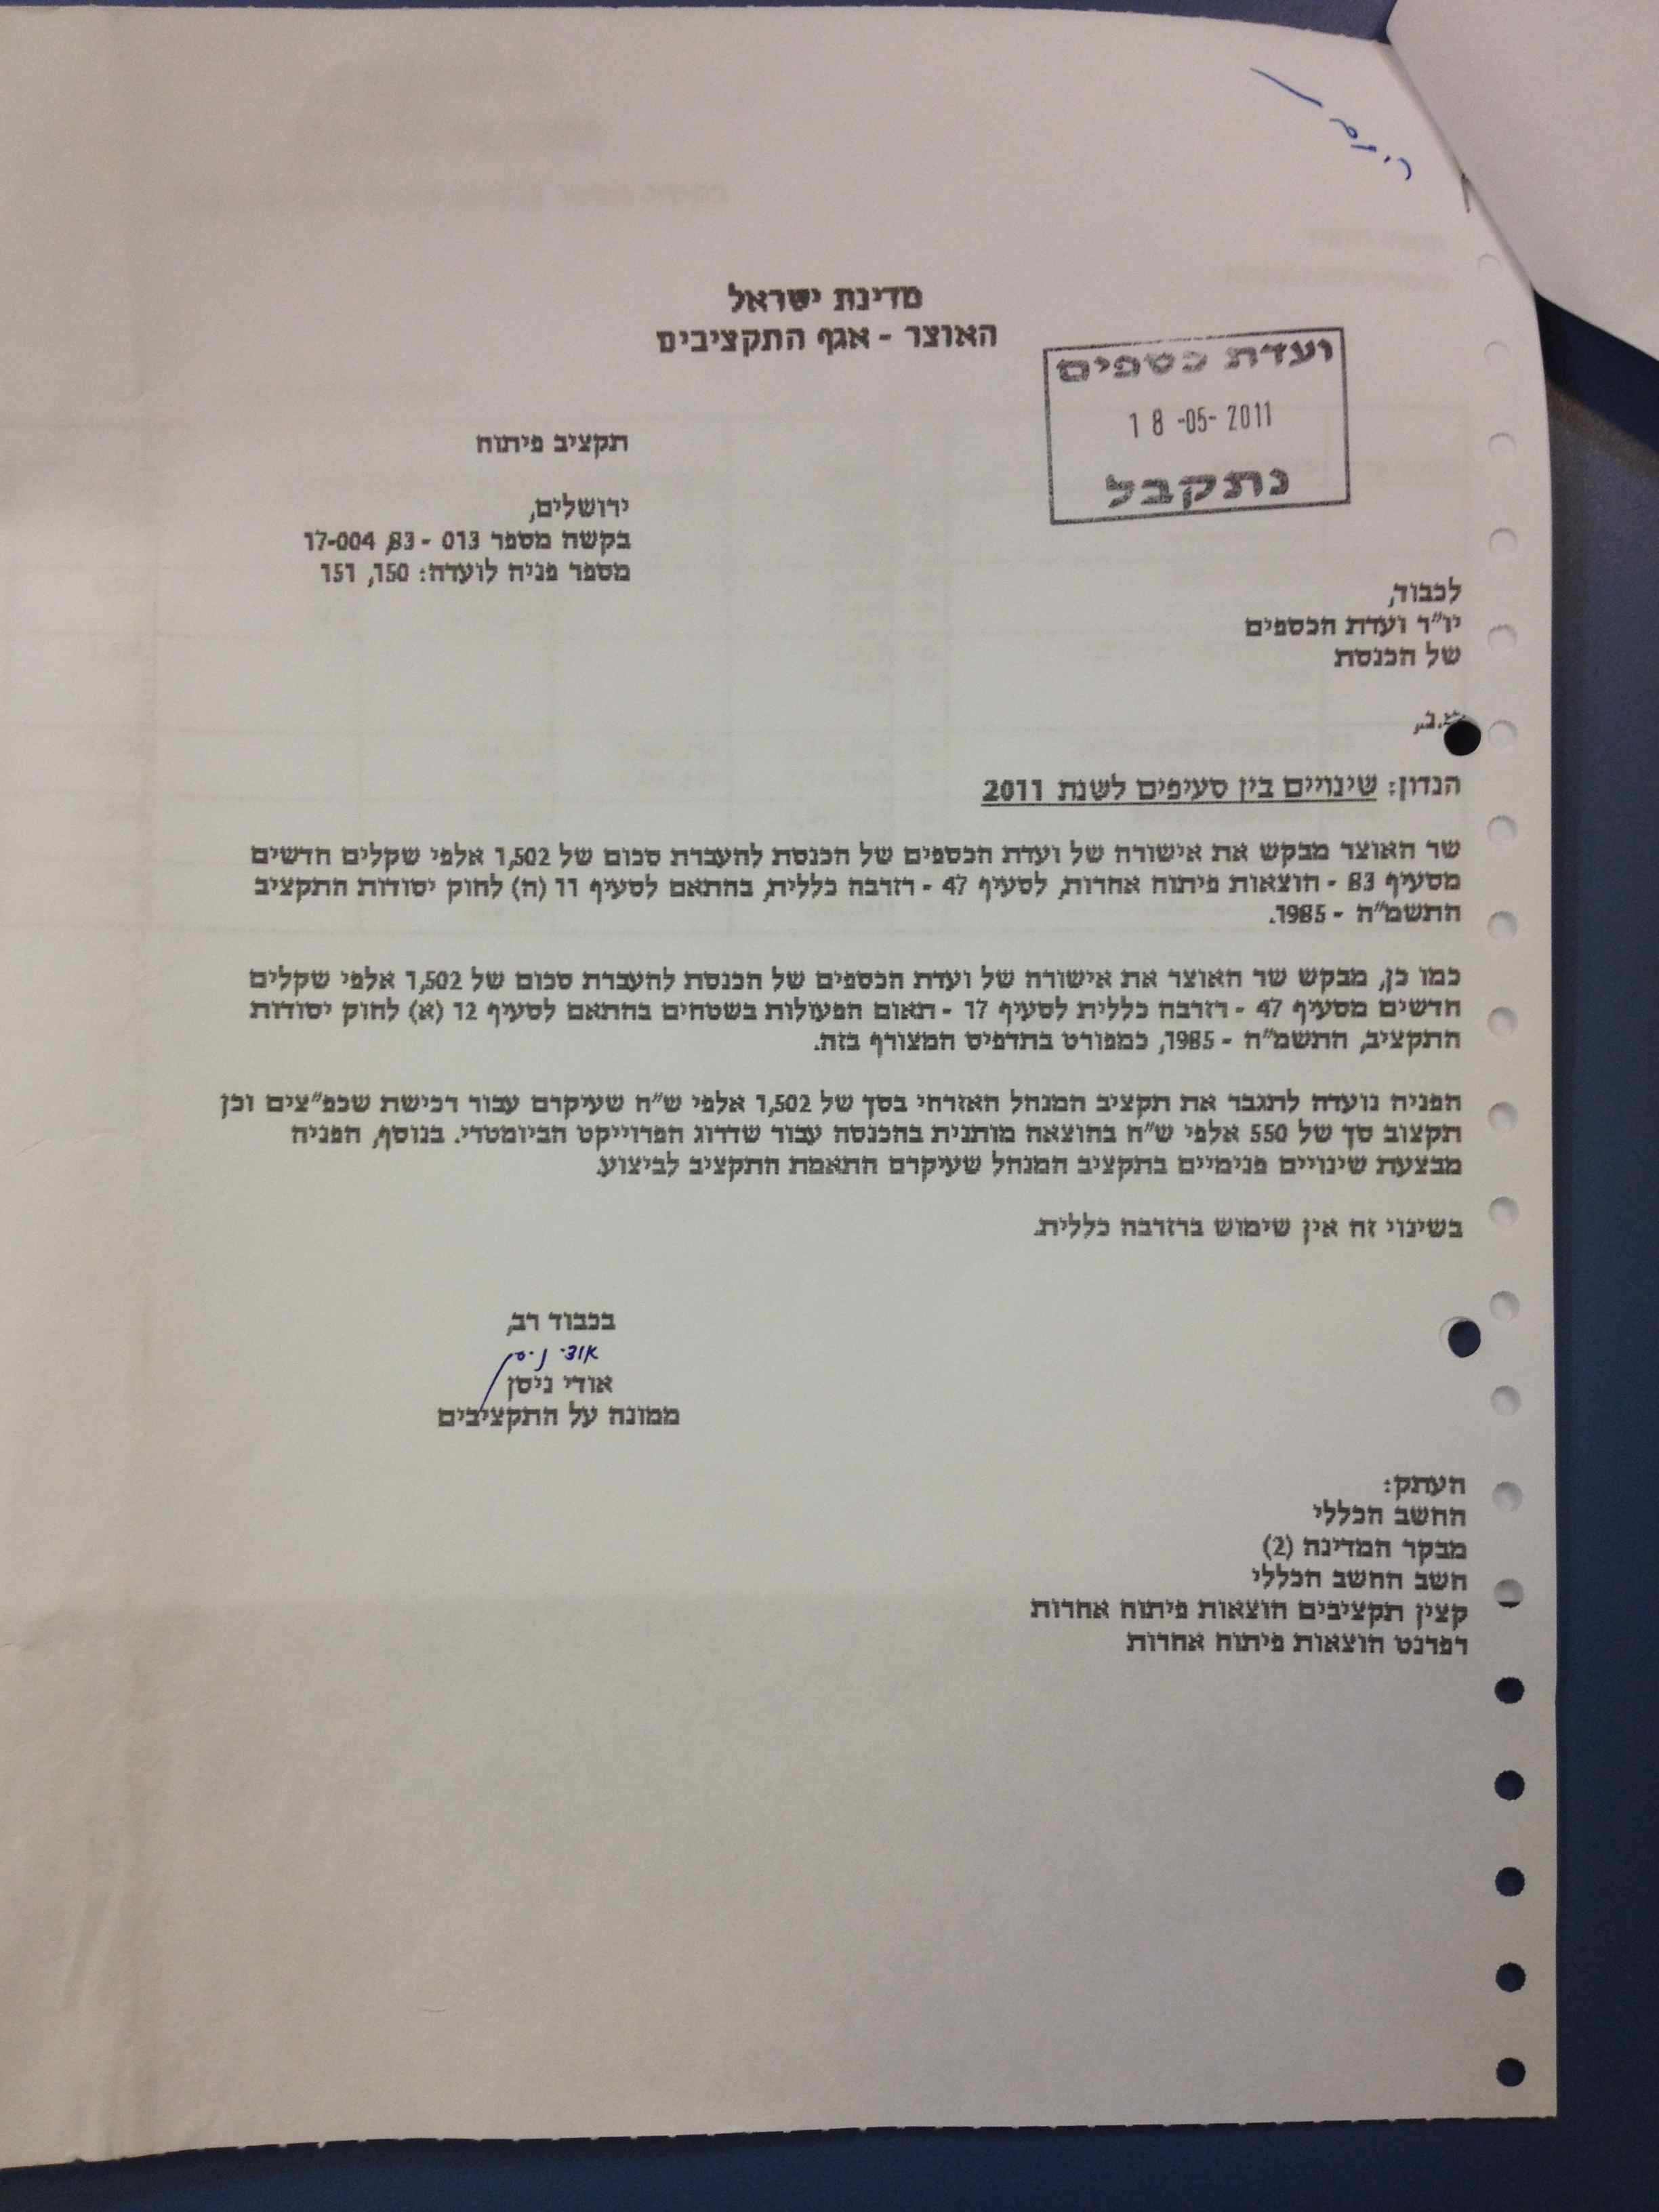 מדינת ישראל
האוצר - אגף התקציבים
ועדת כספים
18-05-2011
נתקבל
תקציב פיתוח
ירושלים,
בקשה מספר 013 - 83, 17-004
מספר פניה לועדה: 150, 151
לכבוד,
יו"ר ועדת הכספים
של הכנסת
א.נ.,
הנדון: שינויים בין סעיפים לשנת 2011
שר האוצר מבקש את אישורה של ועדת הכספים של הכנסת להעברת סכום של 1,502 אלפי שקלים חדשים
מסעיף 83 - הוצאות פיתוח אחרות, לסעיף 47 - רזרבה כללית, בהתאם לסעיף 11 (ה) לחוק יסודות התקציב
התשמ"ה - 1985.
כמו כן, מבקש שר האוצר את אישורה של ועדת הכספים של הכנסת להעברת סכום של 1,502 אלפי שקלים
חדשים מסעיף 47 - רזרבה כללית לסעיף 17 - תאום הפעולות בשטחים בהתאם לסעיף 12 (א) לחוק יסודות
התקציב, התשמ"ה - 1985, כמפורט בתדפיס המצורף בזה.
הפניה נועדה לתגבר את תקציב המנהל האזרחי בסך של 1,502 אלפי ש"ח שעיקרם עבור רכישת שכפ"צים וכן
תקצוב סך של 550 אלפי ש"ח בהוצאה מותנית בהכנסה עבור שדרוג הפרוייקט הביומטרי. בנוסף, הפניה
מבצעת שינויים פנימיים בתקציב המנהל שעיקרם התאמת התקציב לביצוע.
בשינוי זה אין שימוש ברזרבה כללית.
בכבוד רב,
אודי ניסן
אודי ניסן
ממונה על התקציבים
העתק:
החשב הכללי
מבקר המדינה (2)
חשב החשב הכללי
קצין תקציבים הוצאות פיתוח אחרות
רפרנט הוצאות פיתוח אחרות